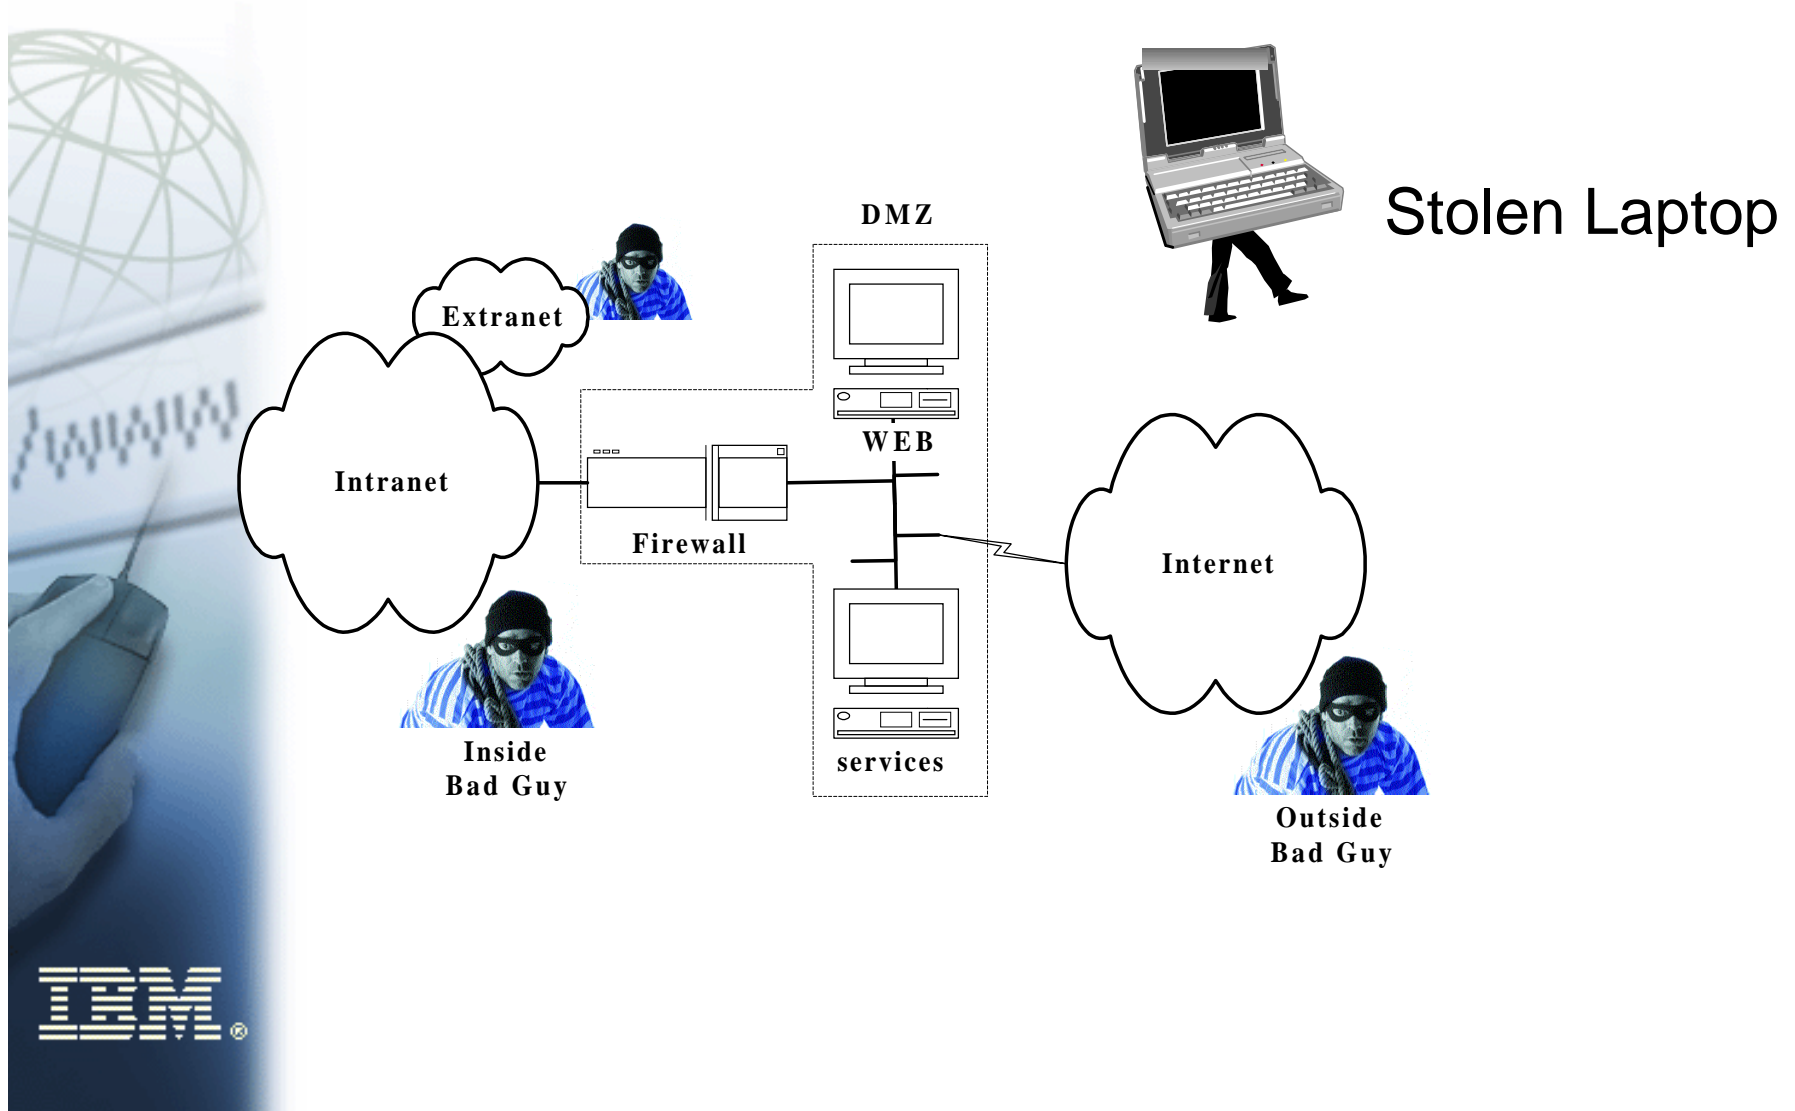 Stolen Laptop
DMZ
Extranet
WEB
Intranet
Firewall
Internet
Inside
Bad Guy
services
Outside
Bad Guy
IBM®